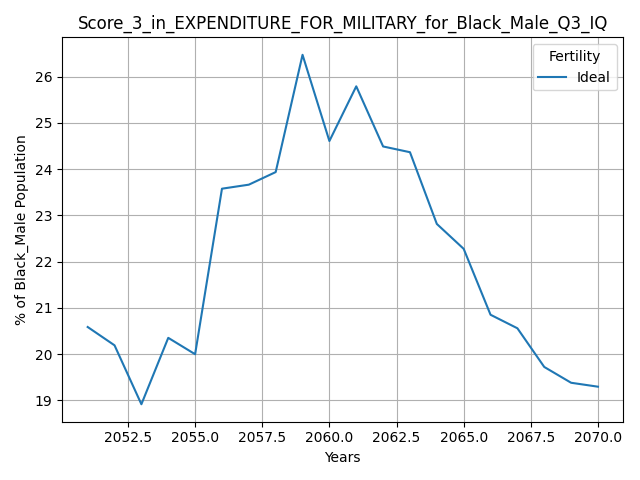 Score_3_in_EXPENDITURE_FOR_MILITARY_for_Black_Male_Q3_IQ
Fertility
Ideal
% of Black_Male Population
26
25
24
23
22
21
20
19
2052.5 2055.0 2057.5 2060.0 2062.5 2065.0 2067.5 2070.0
Years